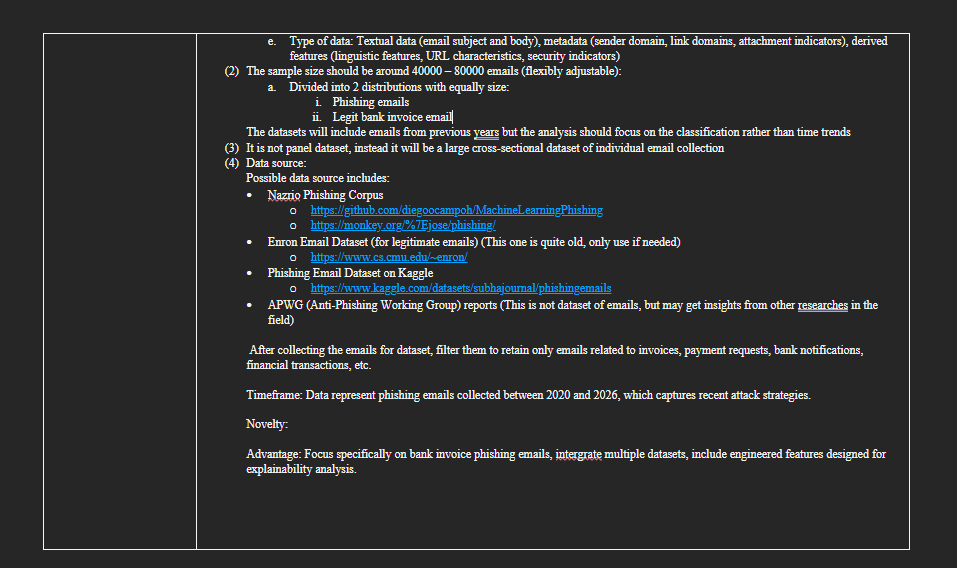 e. Type of data: Textual data (email subject and body), metadata (sender domain, link domains, attachment indicators), derived
features (linguistic features, URL characteristics, security indicators)
(2) The sample size should be around 40000 – 80000 emails (flexibly adjustable):
a. Divided into 2 distributions with equally size:
i. Phishing emails
ii. Legit bank invoice email
The datasets will include emails from previous years but the analysis should focus on the classification rather than time trends
(3) It is not panel dataset, instead it will be a large cross-sectional dataset of individual email collection
(4) Data source:
Possible data source includes:
• Nazrio Phishing Corpus
o https://github.com/diegoocampoh/MachineLearningPhishing
o https://monkey.org/%7Ejose/phishing/
• Enron Email Dataset (for legitimate emails) (This one is quite old, only use if needed)
o https://www.cs.cmu.edu/~enron/
• Phishing Email Dataset on Kaggle
o https://www.kaggle.com/datasets/subhajournal/phishingemails
• APWG (Anti-Phishing Working Group) reports (This is not dataset of emails, but may get insights from other researches in the
field)
After collecting the emails for dataset, filter them to retain only emails related to invoices, payment requests, bank notifications,
financial transactions, etc.
Timeframe: Data represent phishing emails collected between 2020 and 2026, which captures recent attack strategies.
Novelty:
Advantage: Focus specifically on bank invoice phishing emails, intergrate multiple datasets, include engineered features designed for
explainability analysis.